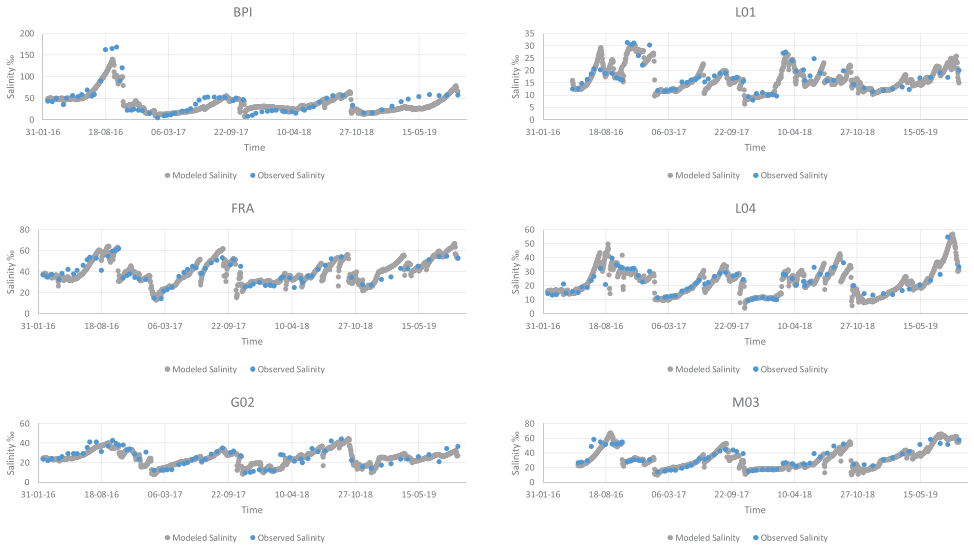 BPI
200
150
100
50
0
Salinity ‰
31-01-16 18-08-16 06-03-17 22-09-17 10-04-18 27-10-18 15-05-19
Time
Modeled Salinity Observed Salinity
L01
35
30
25
20
15
10
5
0
Salinity ‰
31-01-16 18-08-16 06-03-17 22-09-17 10-04-18 27-10-18 15-05-19
Time
Modeled Salinity Observed Salinity
FRA
80
60
40
20
0
Salinity ‰
31-01-16 18-08-16 06-03-17 22-09-17 10-04-18 27-10-18 15-05-19
Time
Modeled Salinity Observed Salinity
L04
60
50
40
30
20
10
0
Salinity ‰
31-01-16 18-08-16 06-03-17 22-09-17 10-04-18 27-10-18 15-05-19
Time
Modeled Salinity Observed Salinity
G02
60
40
20
0
Salinity ‰
31-01-16 18-08-16 06-03-17 22-09-17 10-04-18 27-10-18 15-05-19
Time
Modeled Salinity Observed Salinity
M03
80
60
40
20
0
Salinity ‰
31-01-16 18-08-16 06-03-17 22-09-17 10-04-18 27-10-18 15-05-19
Time
Modeled Salinity Observed Salinity